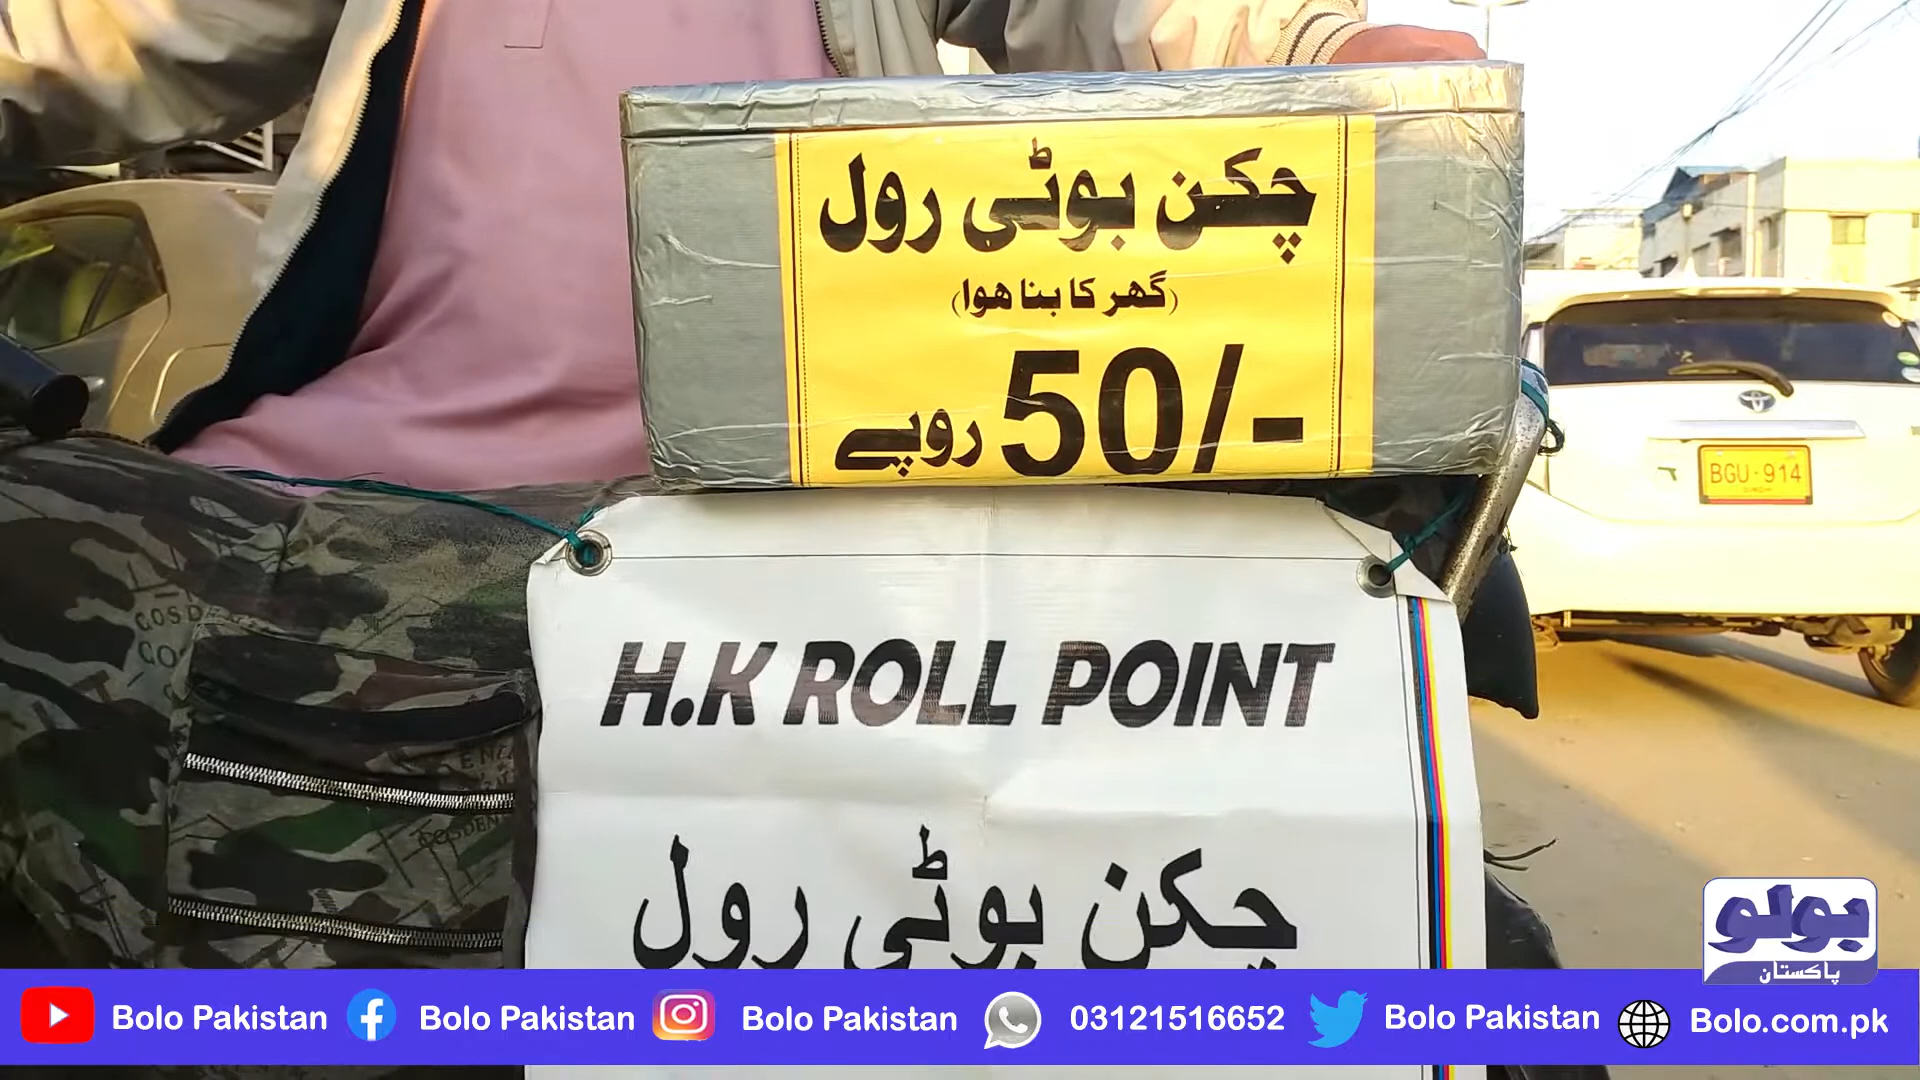 چکن بوٹی رول
(گھر کا بنا ھوا)
50/- روپے
BGU-914
H.K ROLL POINT
چکن بوٹی رول
بولو
پاکستان
Bolo Pakistan
Bolo Pakistan
Bolo Pakistan
03121516652
Bolo Pakistan
Bolo.com.pk